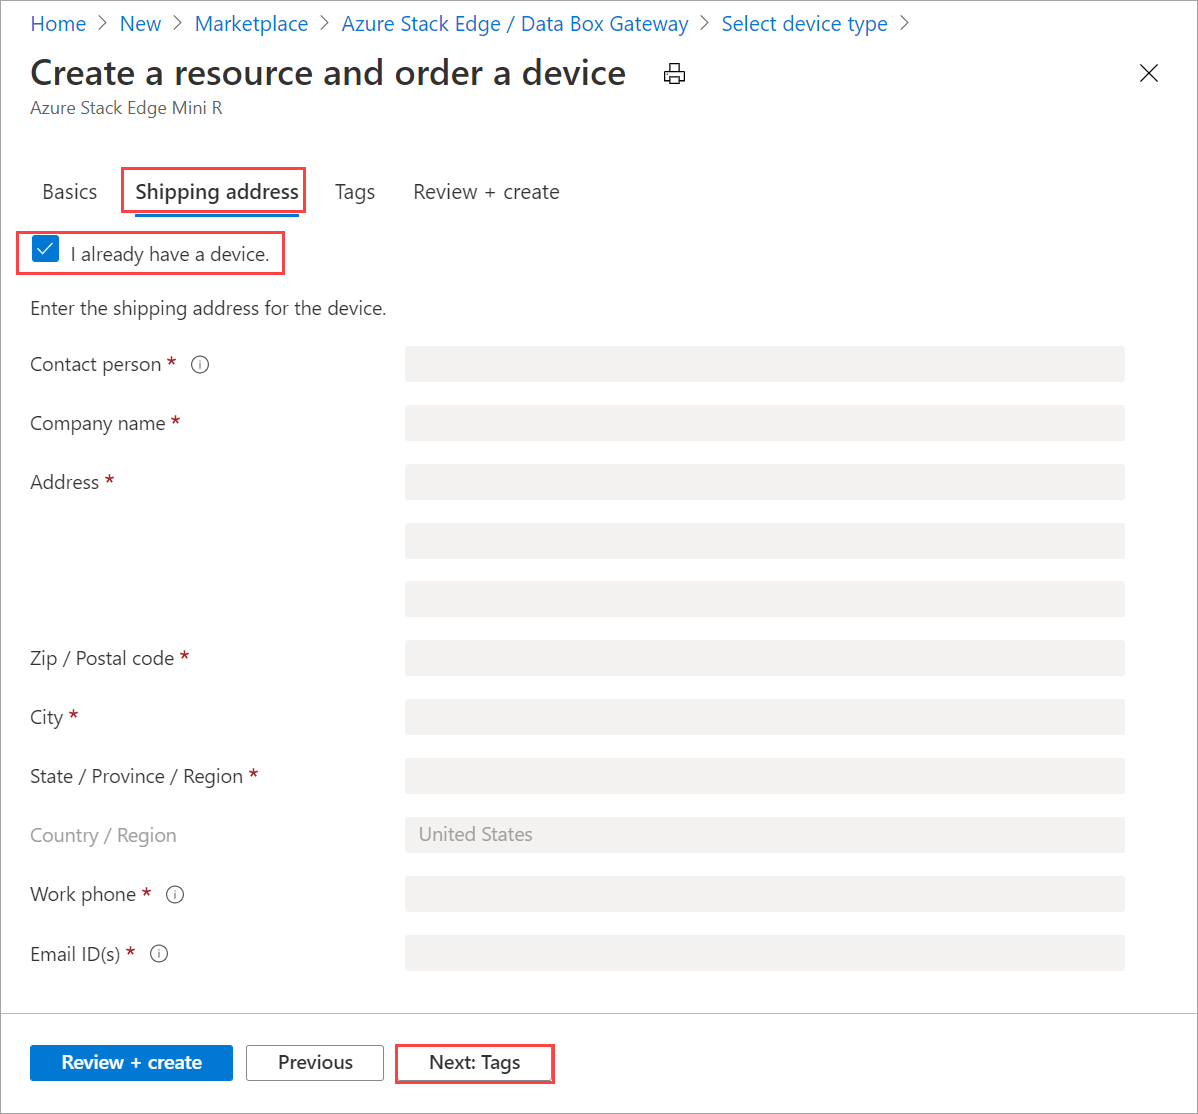 Home > New > Marketplace > Azure Stack Edge / Data Box Gateway > Select device type >
Create a resource and order a device
Azure Stack Edge Mini R
Basics Shipping address Tags Review + create
I already have a device.
Enter the shipping address for the device.
Contact person *
Company name *
Address *
Zip / Postal code *
City *
State / Province / Region *
Country / Region United States
Work phone *
Email ID(s) *
Review + create Previous Next: Tags